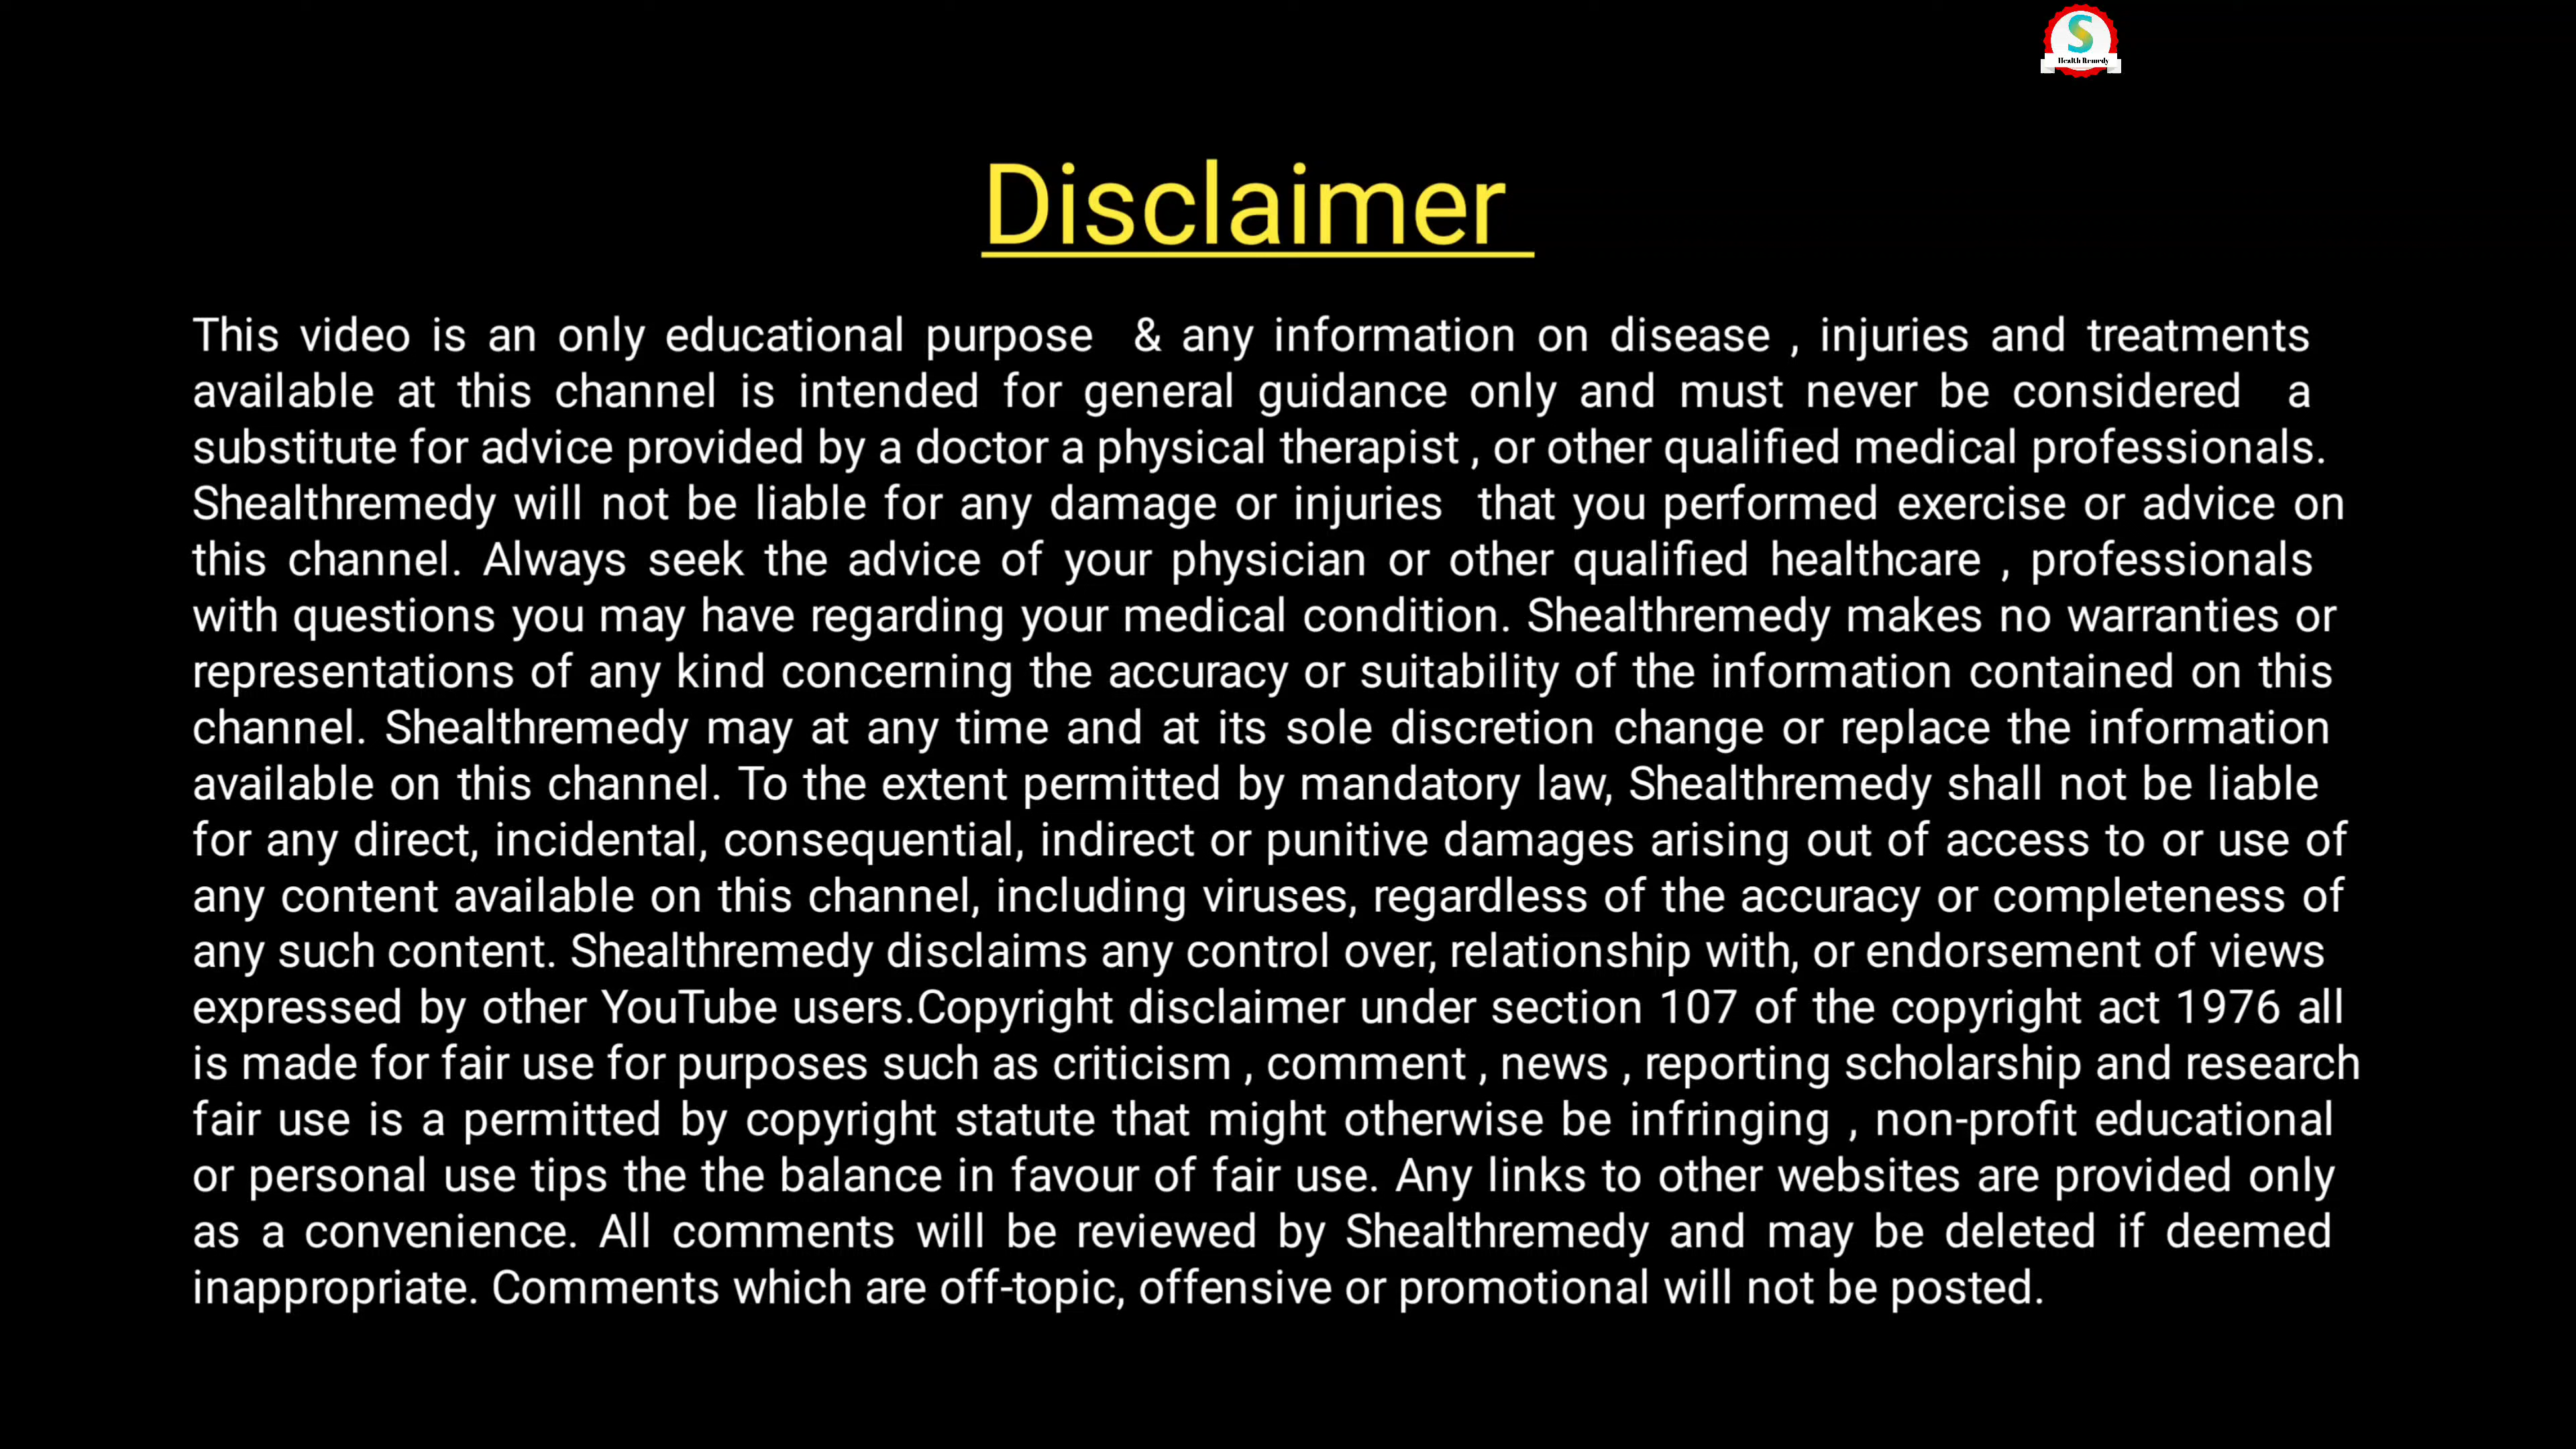 S
Health Remedy
Disclaimer
This video is an only educational purpose & any information on disease , injuries and treatments
available at this channel is intended for general guidance only and must never be considered a
substitute for advice provided by a doctor a physical therapist , or other qualified medical professionals.
Shealthremedy will not be liable for any damage or injuries that you performed exercise or advice on
this channel. Always seek the advice of your physician or other qualified healthcare , professionals
with questions you may have regarding your medical condition. Shealthremedy makes no warranties or
representations of any kind concerning the accuracy or suitability of the information contained on this
channel. Shealthremedy may at any time and at its sole discretion change or replace the information
available on this channel. To the extent permitted by mandatory law, Shealthremedy shall not be liable
for any direct, incidental, consequential, indirect or punitive damages arising out of access to or use of
any content available on this channel, including viruses, regardless of the accuracy or completeness of
any such content. Shealthremedy disclaims any control over, relationship with, or endorsement of views
expressed by other YouTube users.Copyright disclaimer under section 107 of the copyright act 1976 all
is made for fair use for purposes such as criticism , comment , news , reporting scholarship and research
fair use is a permitted by copyright statute that might otherwise be infringing , non-profit educational
or personal use tips the the balance in favour of fair use. Any links to other websites are provided only
as a convenience. All comments will be reviewed by Shealthremedy and may be deleted if deemed
inappropriate. Comments which are off-topic, offensive or promotional will not be posted.